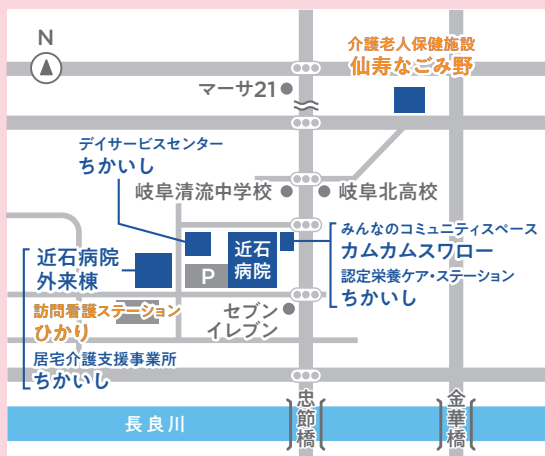 N
介護老人保健施設
仙寿なごみ野
マーサ21
デイサービスセンター
ちかいし
岐阜清流中学校
岐阜北高校
みんなのコミュニティスペース
カムカムスワロー
認定栄養ケア・ステーション
ちかいし
近石
病院
P
近石病院
外来棟
訪問看護ステーション
ひかり
居宅介護支援事業所
ちかいし
セブン
イレブン
長良川
忠節橋
金華橋